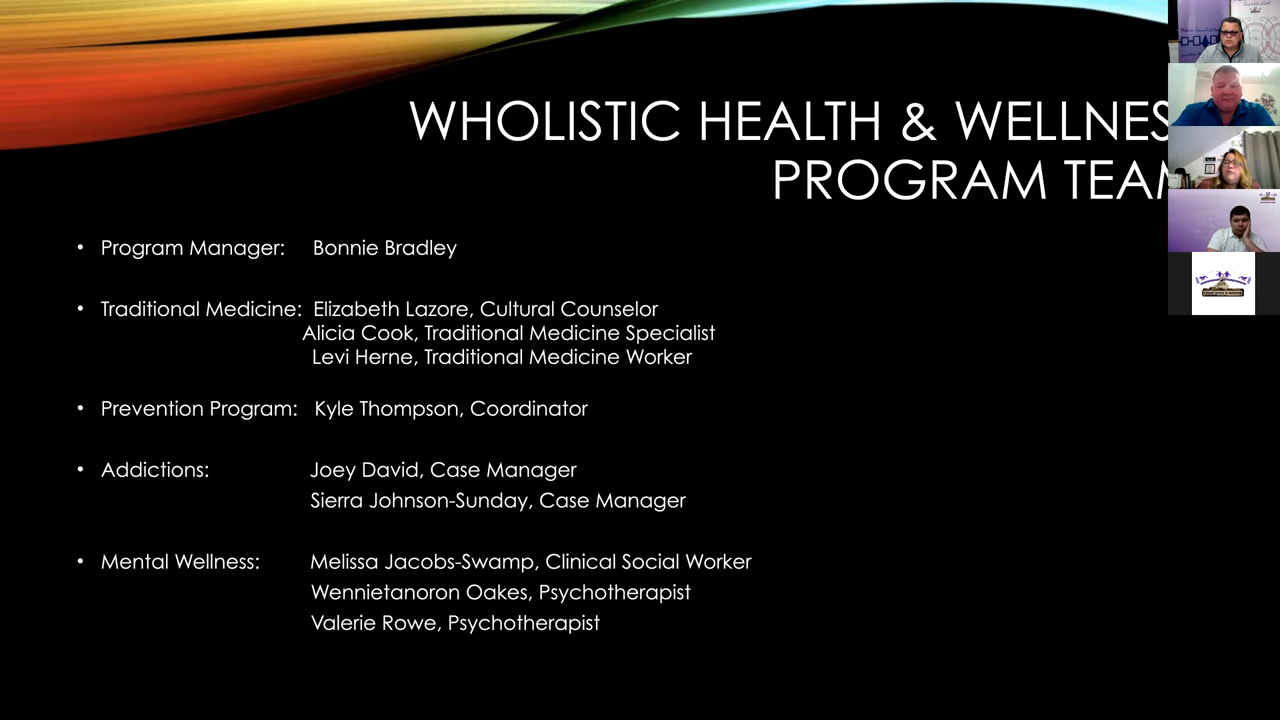 WHOLISTIC HEALTH & WELLNES
PROGRAM TEAM
• Program Manager: Bonnie Bradley
• Traditional Medicine: Elizabeth Lazore, Cultural Counselor
Alicia Cook, Traditional Medicine Specialist
Levi Herne, Traditional Medicine Worker
• Prevention Program: Kyle Thompson, Coordinator
• Addictions: Joey David, Case Manager
Sierra Johnson-Sunday, Case Manager
• Mental Wellness: Melissa Jacobs-Swamp, Clinical Social Worker
Wennietanoron Oakes, Psychotherapist
Valerie Rowe, Psychotherapist